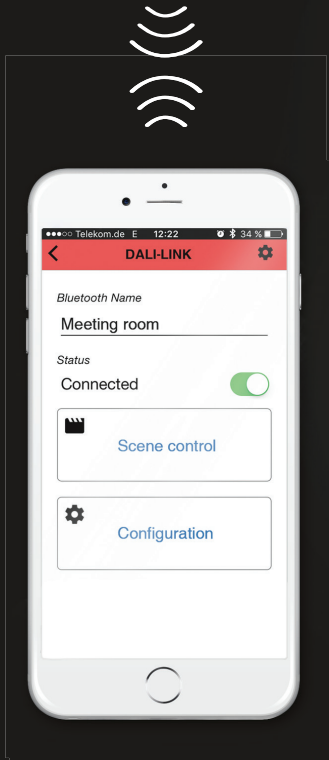 Telekom.de E 12:22 34 %
DALI-LINK
Bluetooth Name
Meeting room
Status
Connected
Scene control
Configuration